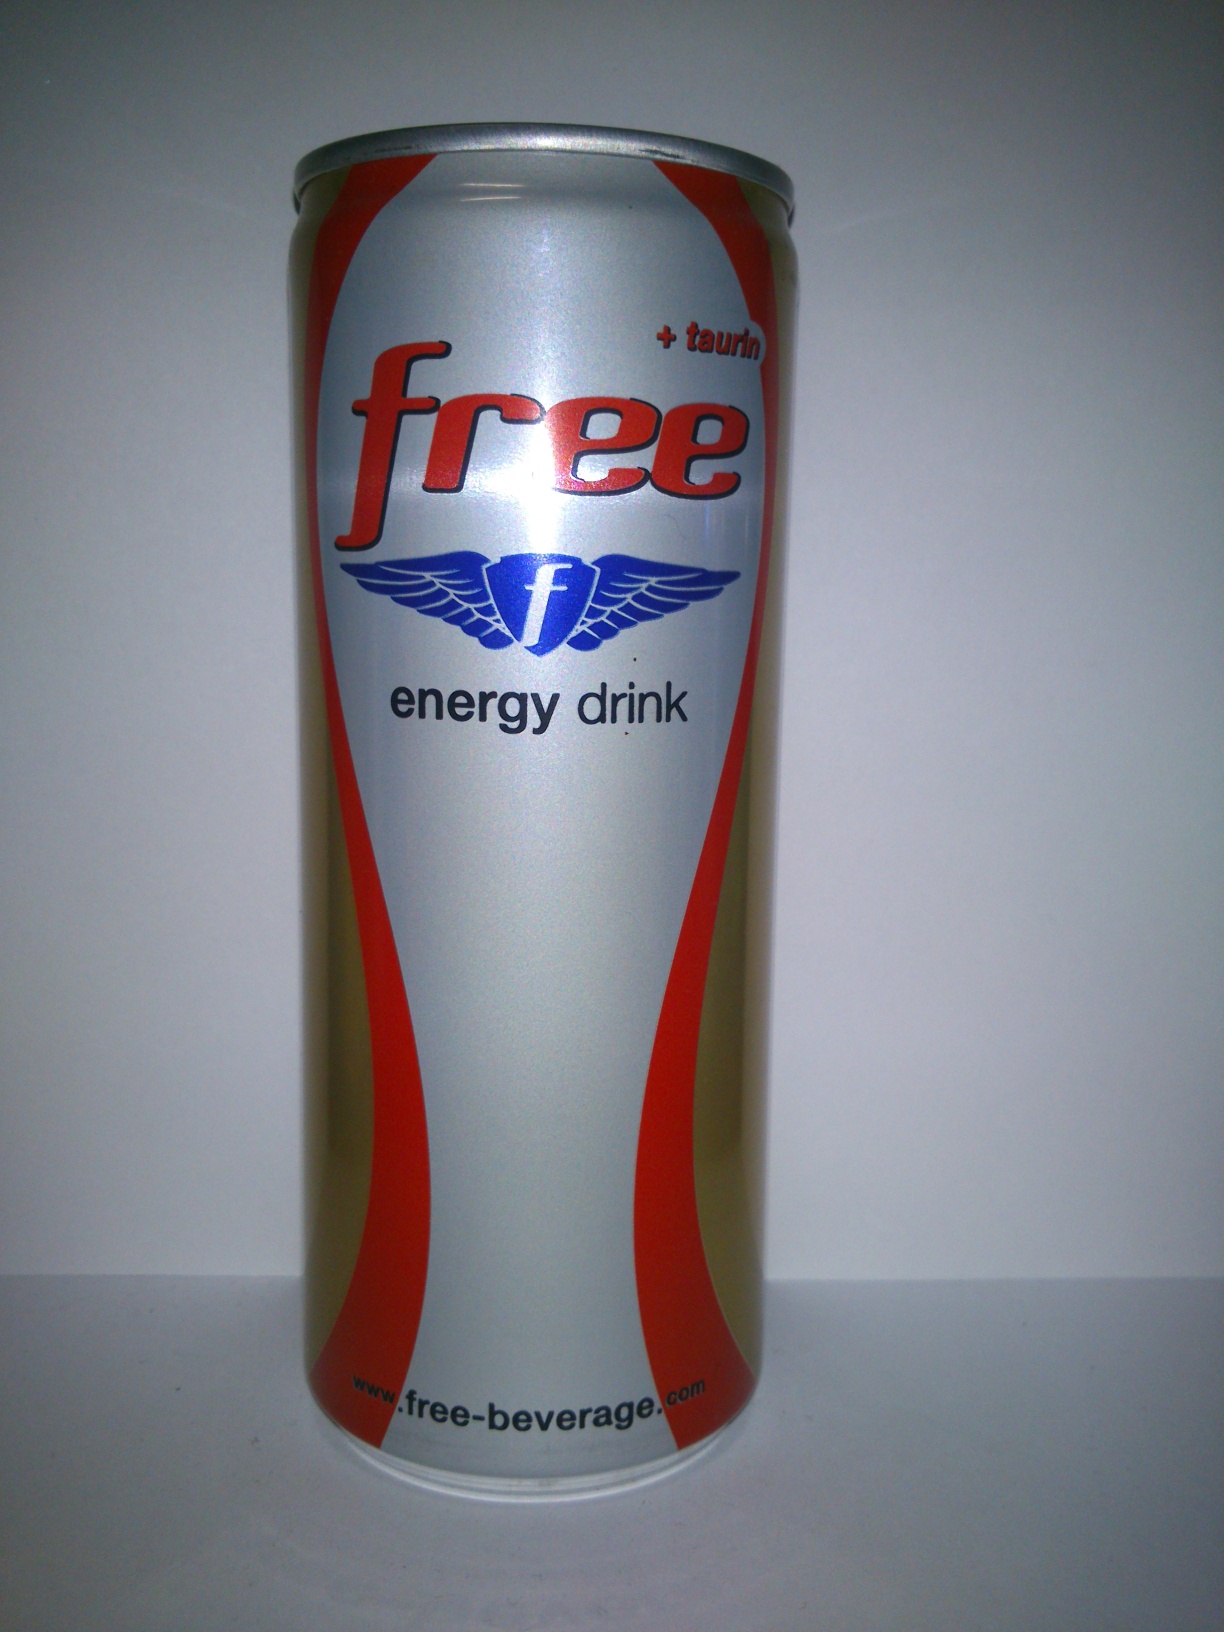 + taurin
free
f
energy drink
www.free-beverage.com